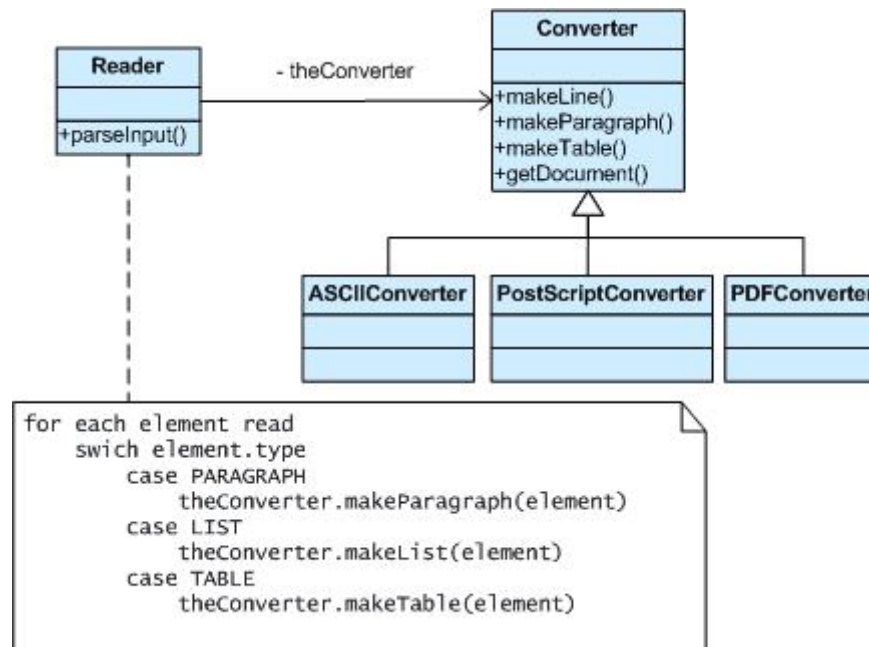 Converter
Reader
- theConverter
+makeLine()
+makeParagraph()
+makeTable()
+getDocument()
+parseInput()
ASCIIConverter
PostScriptConverter
PDFConverter
for each element read
swich element.type
case PARAGRAPH
theConverter.makeParagraph(element)
case LIST
theConverter.makeList(element)
case TABLE
theConverter.makeTable(element)